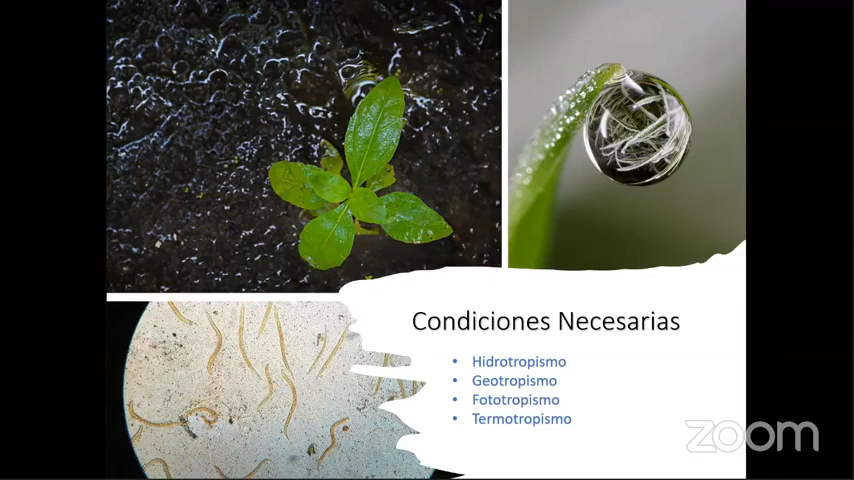 Condiciones Necesarias
• Hidrotropismo
• Geotropismo
• Fototropismo
• Termotropismo
zoom